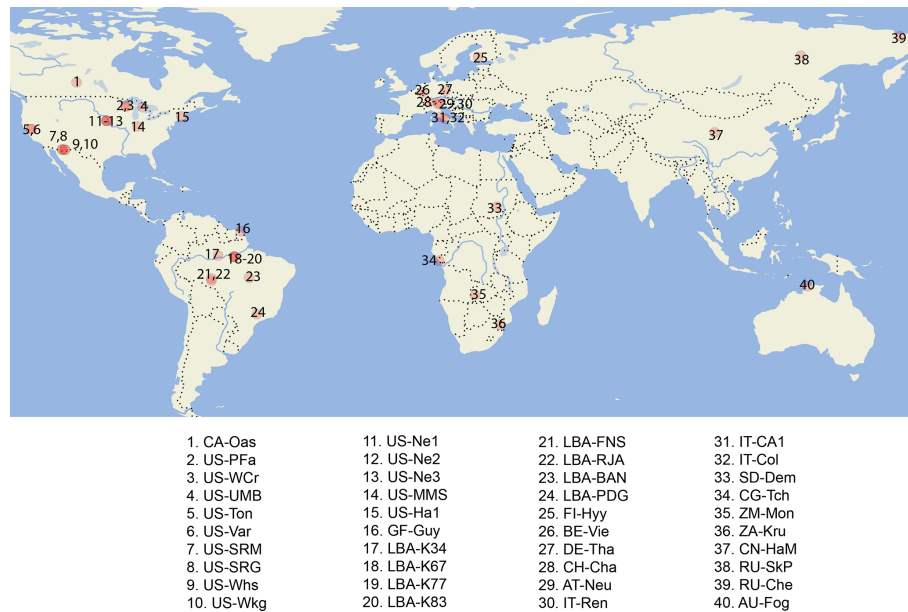 39
25
38
1
26
27
2,3
4
28
29,30
11
13
15
31,32
5,6
14
7,8
37
9,10
33
16
17
18-20
34
21,22
23
40
35
24
36
1. CA-Oas
2. US-PFa
3. US-WCr
4. US-UMB
5. US-Ton
6. US-Var
7. US-SRM
8. US-SRG
9. US-Whs
10. US-Wkg
11. US-Ne1
12. US-Ne2
13. US-Ne3
14. US-MMS
15. US-Ha1
16. GF-Guy
17. LBA-K34
18. LBA-K67
19. LBA-K77
20. LBA-K83
21. LBA-FNS
22. LBA-RJA
23. LBA-BAN
24. LBA-PDG
25. FI-Hyy
26. BE-Vie
27. DE-Tha
28. CH-Cha
29. AT-Neu
30. IT-Ren
31. IT-CA1
32. IT-Col
33. SD-Dem
34. CG-Tch
35. ZM-Mon
36. ZA-Kru
37. CN-HaM
38. RU-SkP
39. RU-Che
40. AU-Fog